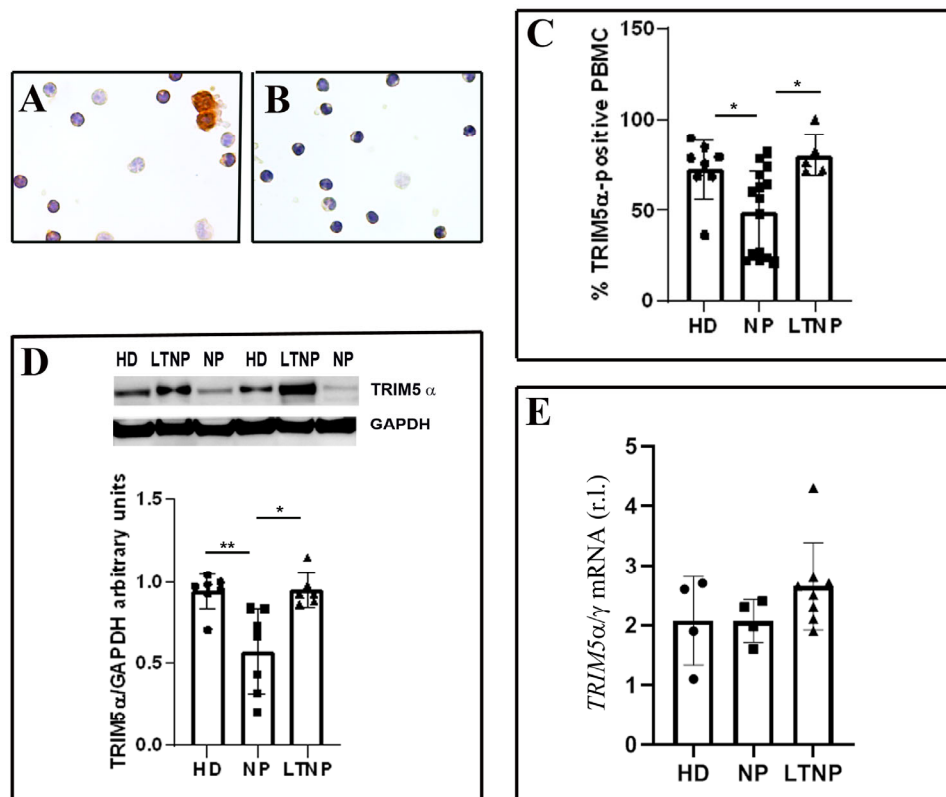 A
B
C
% TRIM5α-positive PBMC
150
100
50
0
*
*
HD NP LTNP
D
HD LTNP NP HD LTNP NP
TRIM5 α
GAPDH
TRIM5α/GAPDH arbitrary units
1.5
1.0
0.5
0.0
**
*
HD NP LTNP
E
TRIM5α/γ mRNA (r.l.)
5
4
3
2
1
0
HD NP LTNP